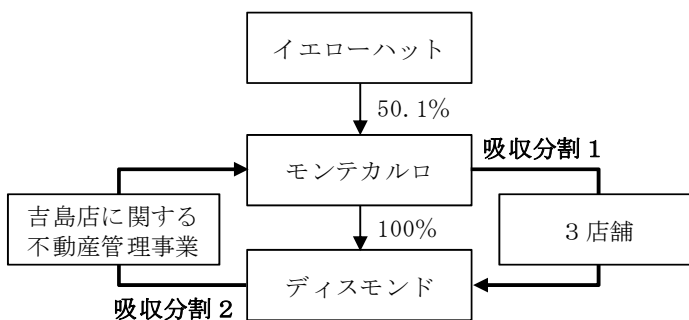 イエローハット
50.1%
吸収分割1
モンテカルロ
吉島店に関する
不動産管理事業
100%
3店舗
ディスモンド
吸収分割2